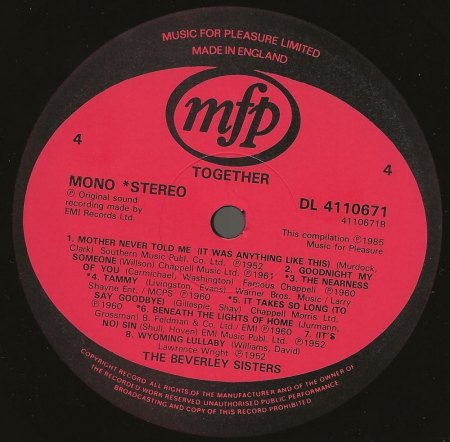 MUSIC FOR PLEASURE LIMITED
MADE IN ENGLAND
mfp
4
4
TOGETHER
MONO *STEREO
DL 4110671
4110671B
℗ Original sound
recording made by
EMI Records Ltd.
This compilation ℗1985
Music for Pleasure
1. MOTHER NEVER TOLD ME (IT WAS ANYTHING LIKE THIS) (Murdock,
Clark) Southern Music Publ. Co. Ltd. ℗1952 2. GOODNIGHT MY
SOMEONE (Willson) Chappell Music Ltd. ℗1961 *3. THE NEARNESS
OF YOU (Carmichael, Washington) Famous Chappell ℗1960
*4. TAMMY (Livingston, Evans) Warner Bros. Music / Larry
Shayne Ent. / MCPS ℗1960 *5. IT TAKES SO LONG (TO
SAY GOODBYE) (Gillespie, Shay) Chappell Morris Ltd.
℗1960 *6. BENEATH THE LIGHTS OF HOME (Jurmann,
Grossman) B. Feldman & Co. Ltd / EMI ℗1960 7. (IT'S
NO) SIN (Shull, Hoven) EMI Music Publ. Ltd. ℗1952
8. WYOMING LULLABY (Williams, David)
Lawrence Wright ℗1952
THE BEVERLEY SISTERS
COPYRIGHT RECORD ALL RIGHTS OF THE MANUFACTURER AND OF THE OWNER OF
THE RECORDED WORK RESERVED UNAUTHORISED PUBLIC PERFORMANCE
BROADCASTING AND COPY OF THIS RECORD PROHIBITED